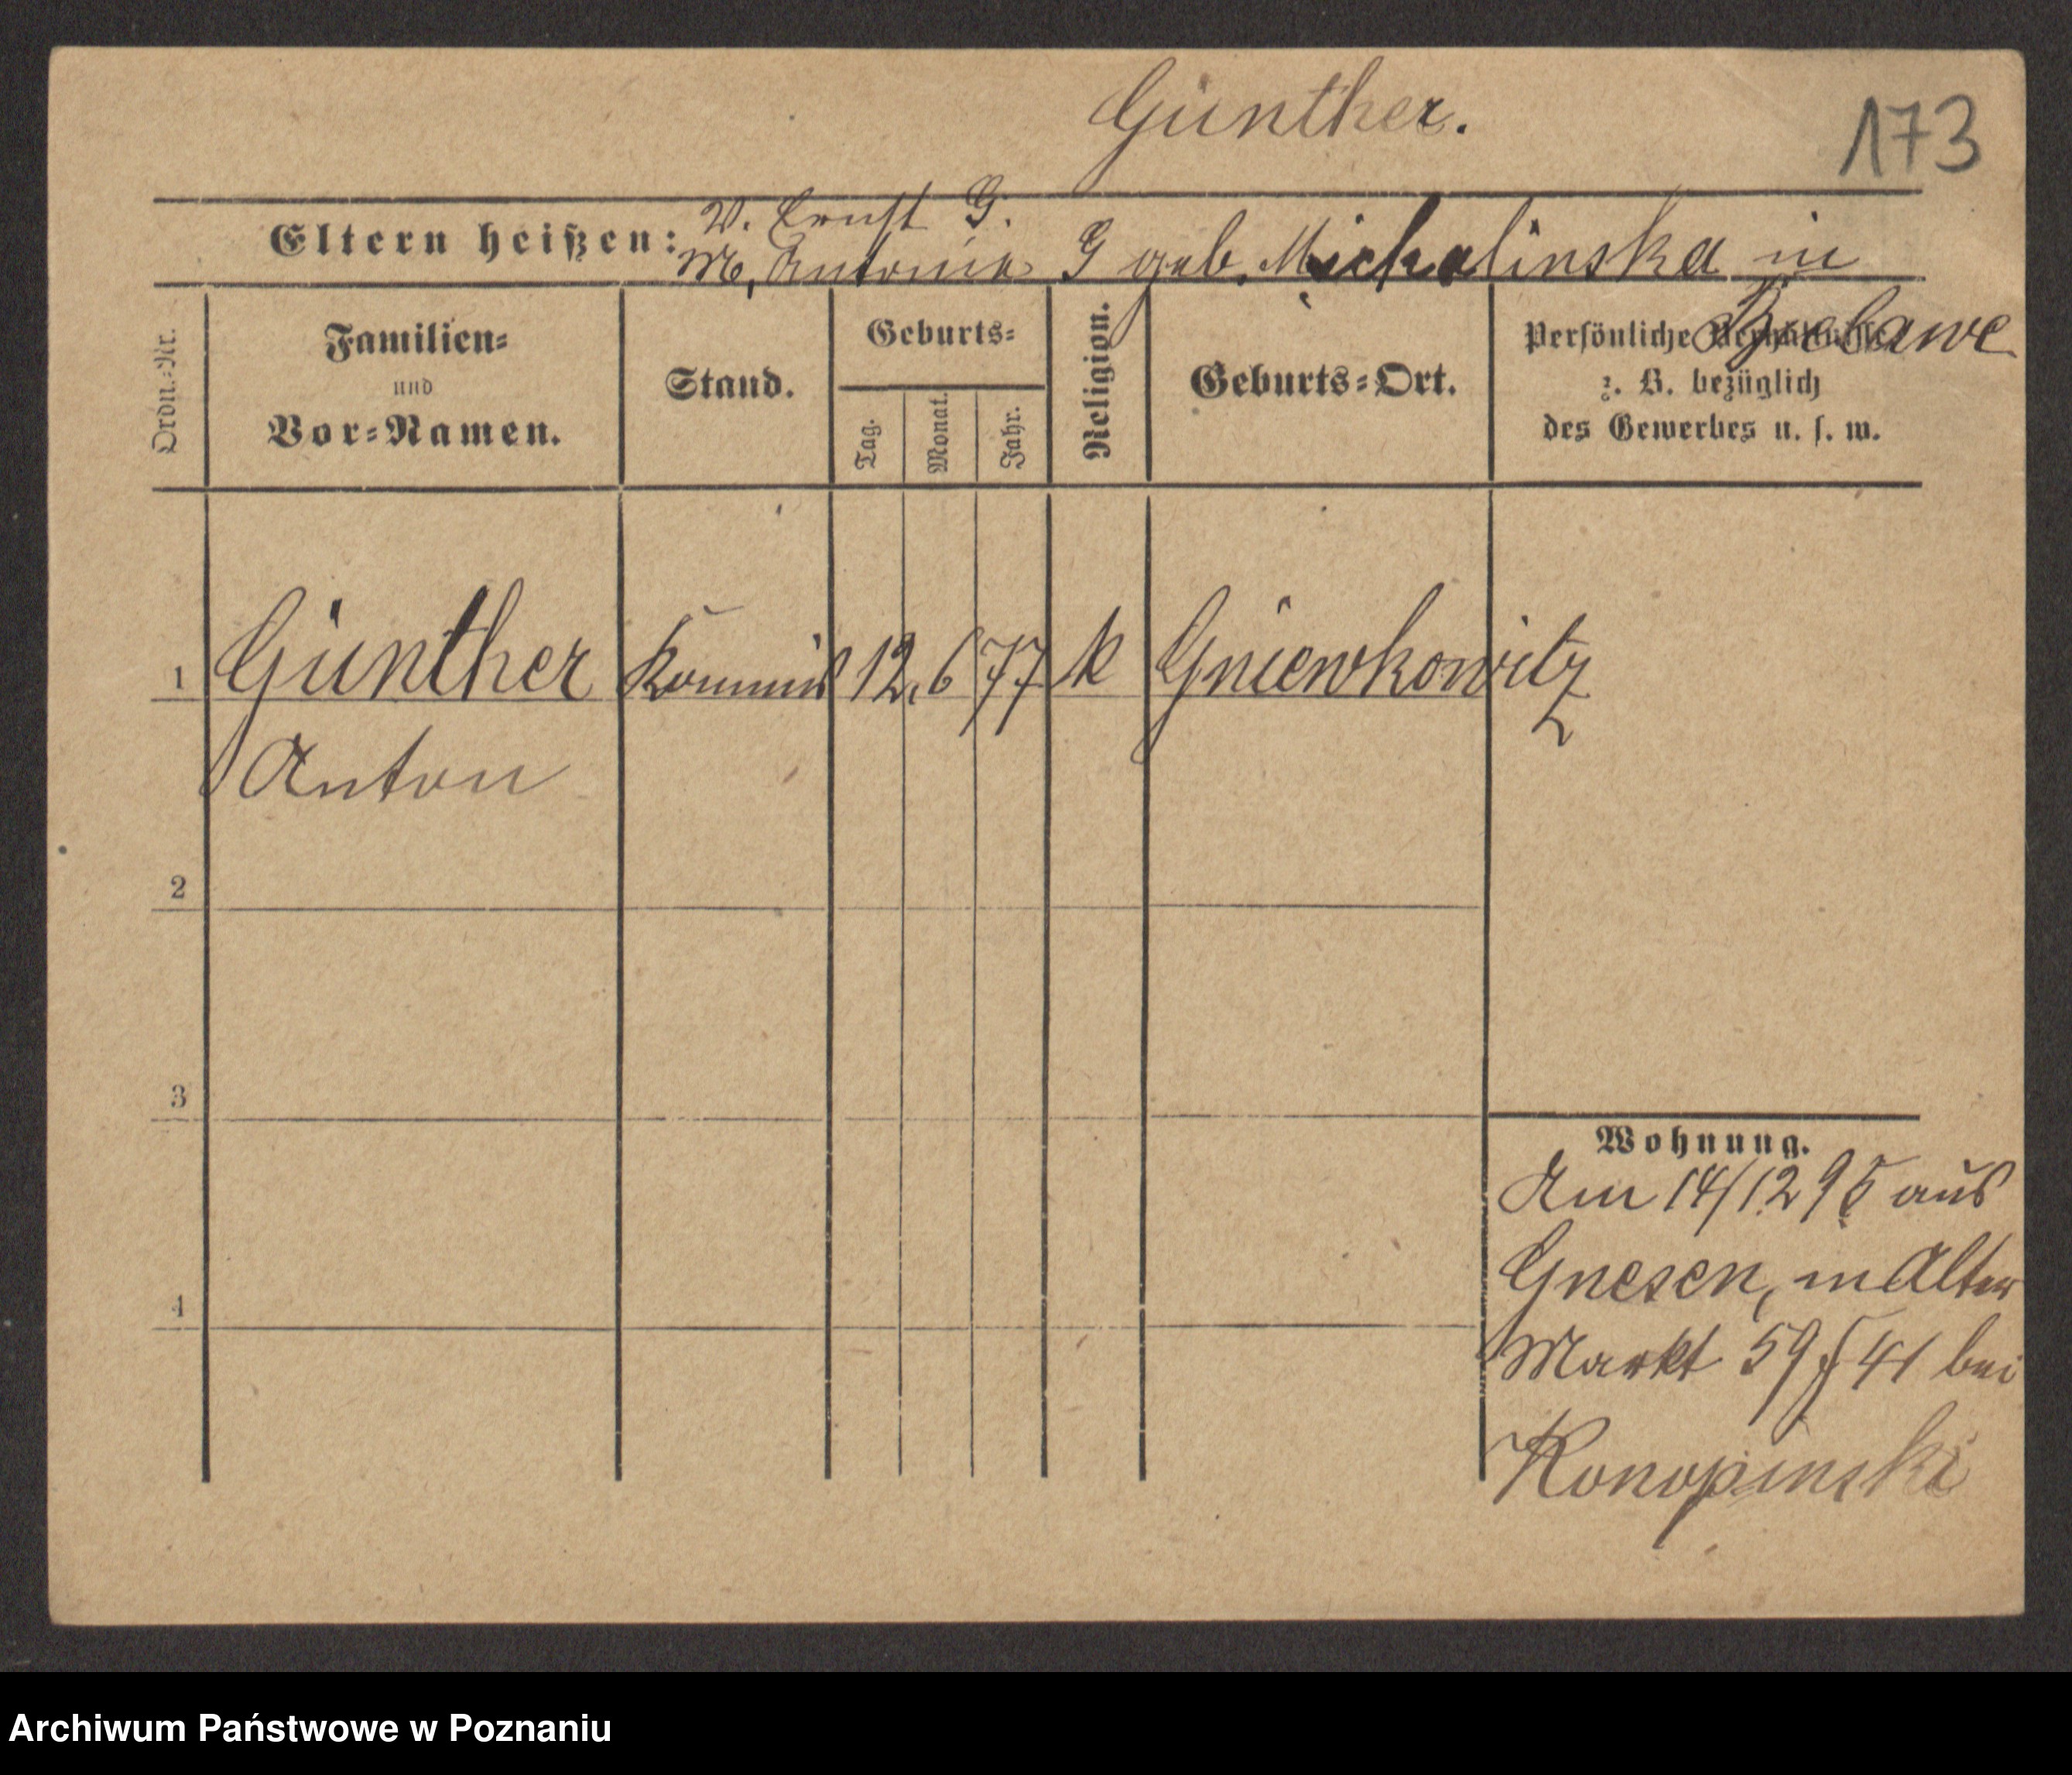 Günther.
173
Eltern heißen:
V. Ernst G.
M, Antonie G geb. Michalinska in
Ordn.-Nr.
Familien-
und
Vor-Namen.
Stand.
Geburts-
Tag.
Monat.
Jahr.
Religion.
Geburts-Ort.
Persönliche
z. B. bezüglich
des Gewerbes u. s. w.
1 Günther Kommis 12. 6 77 k Gniewkowitz
Anton
2
3
4
Wohnung.
Am 14/12 95 aus
Gnesen, in Alter
Markt 59 41 bei
Konopinski
Archiwum Państwowe w Poznaniu